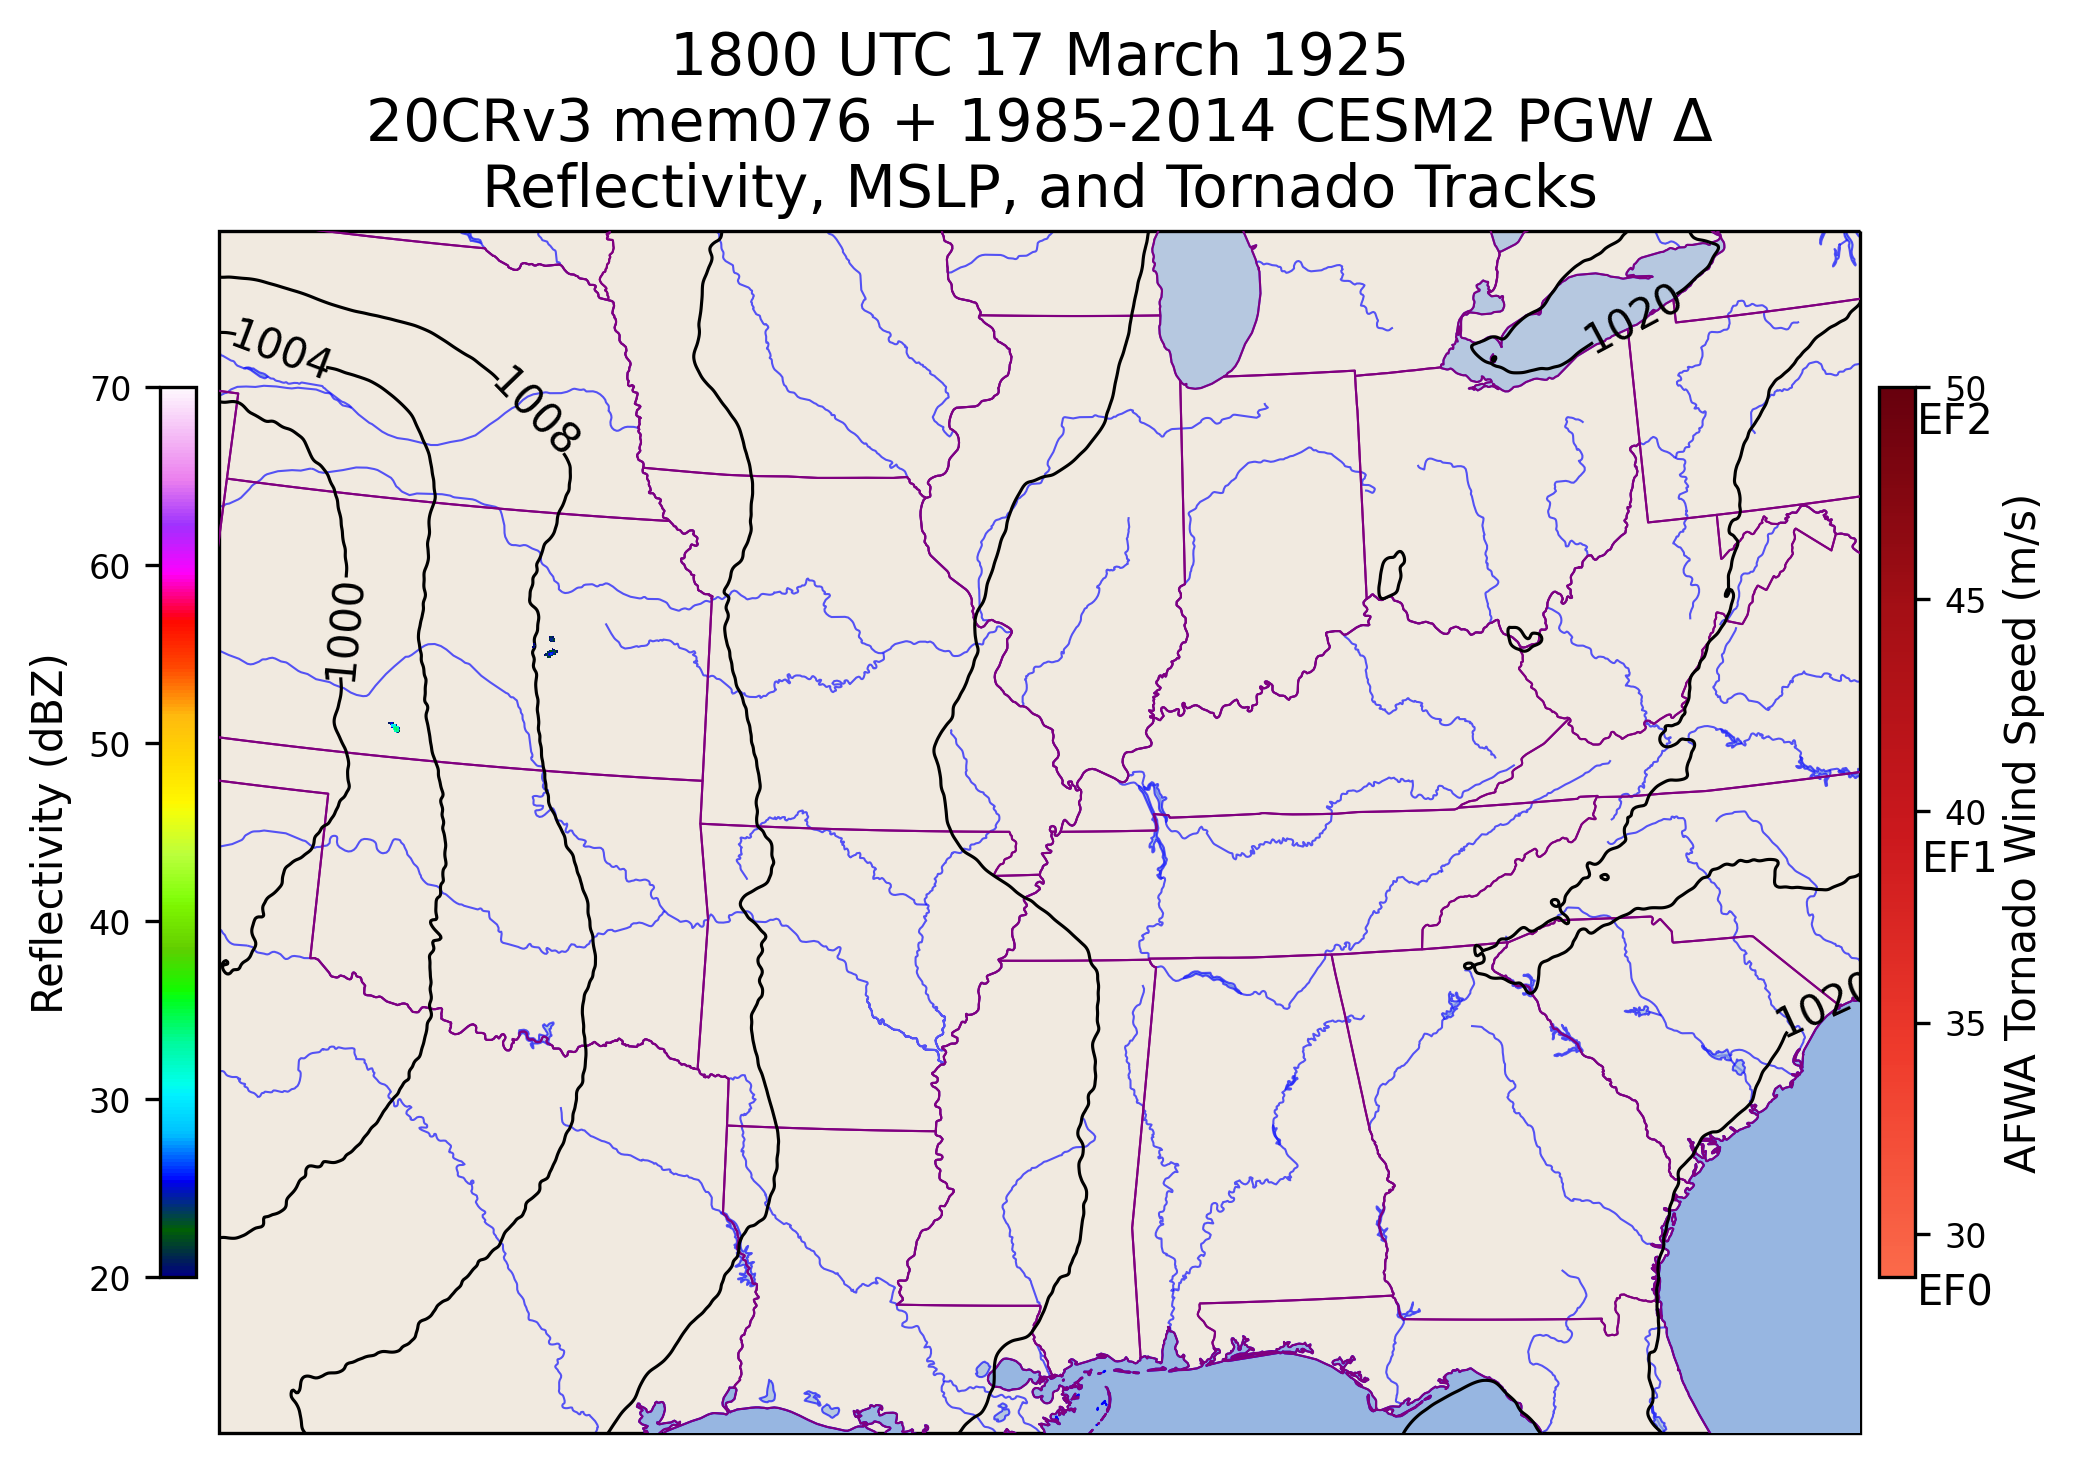 1800 UTC 17 March 1925
20CRv3 mem076 + 1985-2014 CESM2 PGW Δ
Reflectivity, MSLP, and Tornado Tracks
Reflectivity (dBZ)
70
60
50
40
30
20
1004
1008
1000
1020
1020
50
EF2
45
40
EF1
35
30
EF0
AFWA Tornado Wind Speed (m/s)